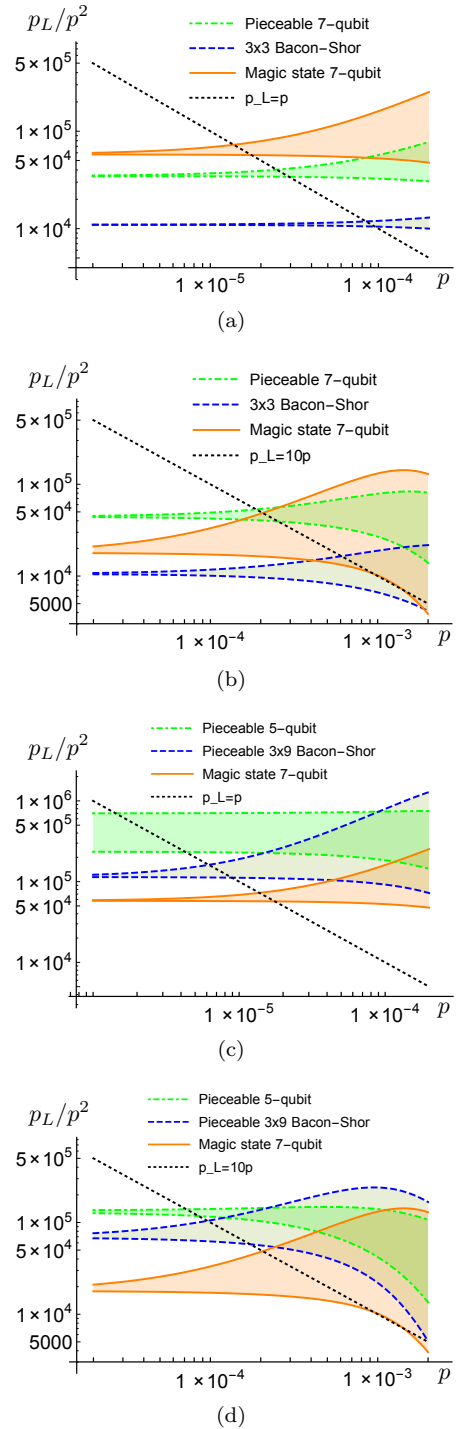 p_L/p^2
Pieceable 7-qubit
3x3 Bacon-Shor
Magic state 7-qubit
p_L=p
5×10^5
1×10^5
5×10^4
1×10^4
1×10^-5
1×10^-4
p
(a)
p_L/p^2
Pieceable 7-qubit
3x3 Bacon-Shor
Magic state 7-qubit
p_L=10p
5×10^5
1×10^5
5×10^4
1×10^4
5000
1×10^-4
1×10^-3
p
(b)
p_L/p^2
Pieceable 5-qubit
Pieceable 3x9 Bacon-Shor
Magic state 7-qubit
p_L=p
1×10^6
5×10^5
1×10^5
5×10^4
1×10^4
1×10^-5
1×10^-4
p
(c)
p_L/p^2
Pieceable 5-qubit
Pieceable 3x9 Bacon-Shor
Magic state 7-qubit
p_L=10p
5×10^5
1×10^5
5×10^4
1×10^4
5000
1×10^-4
1×10^-3
p
(d)